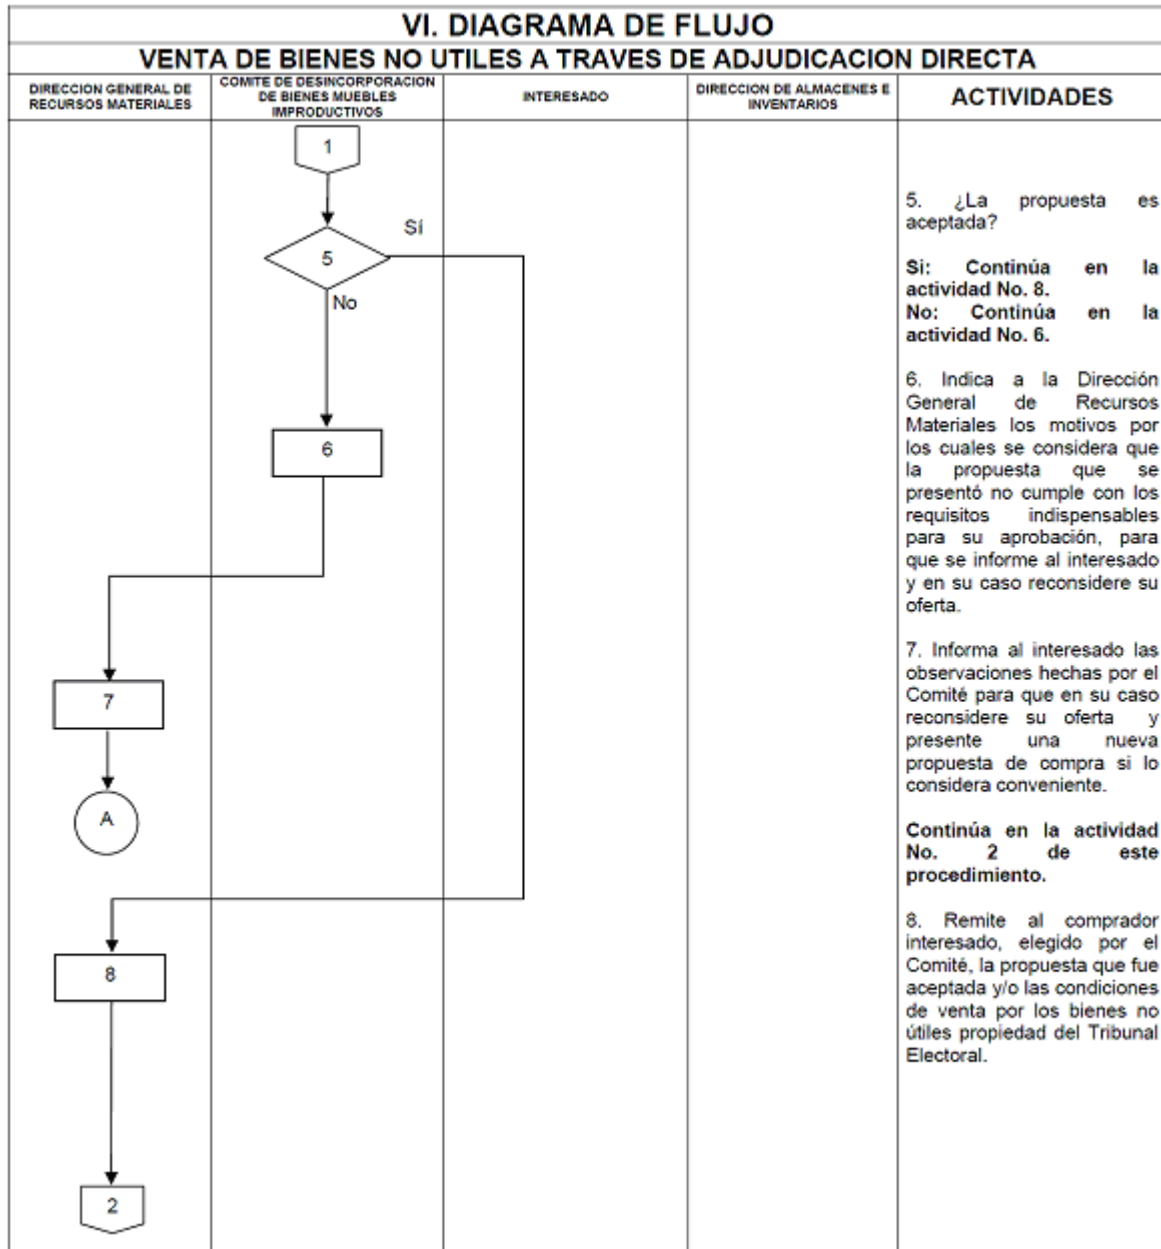 VI. DIAGRAMA DE FLUJO
VENTA DE BIENES NO UTILES A TRAVES DE ADJUDICACION DIRECTA
DIRECCION GENERAL DE
RECURSOS MATERIALES
COMITE DE DESINCORPORACION
DE BIENES MUEBLES
IMPRODUCTIVOS
INTERESADO
DIRECCION DE ALMACENES E
INVENTARIOS
ACTIVIDADES
1
5
Sí
No
6
7
A
8
2
5. ¿La propuesta es
aceptada?
Si: Continúa en la
actividad No. 8.
No: Continúa en la
actividad No. 6.
6. Indica a la Dirección
General de Recursos
Materiales los motivos por
los cuales se considera que
la propuesta que se
presentó no cumple con los
requisitos indispensables
para su aprobación, para
que se informe al interesado
y en su caso reconsidere su
oferta.
7. Informa al interesado las
observaciones hechas por el
Comité para que en su caso
reconsidere su oferta y
presente una nueva
propuesta de compra si lo
considera conveniente.
Continúa en la actividad
No. 2 de este
procedimiento.
8. Remite al comprador
interesado, elegido por el
Comité, la propuesta que fue
aceptada y/o las condiciones
de venta por los bienes no
útiles propiedad del Tribunal
Electoral.